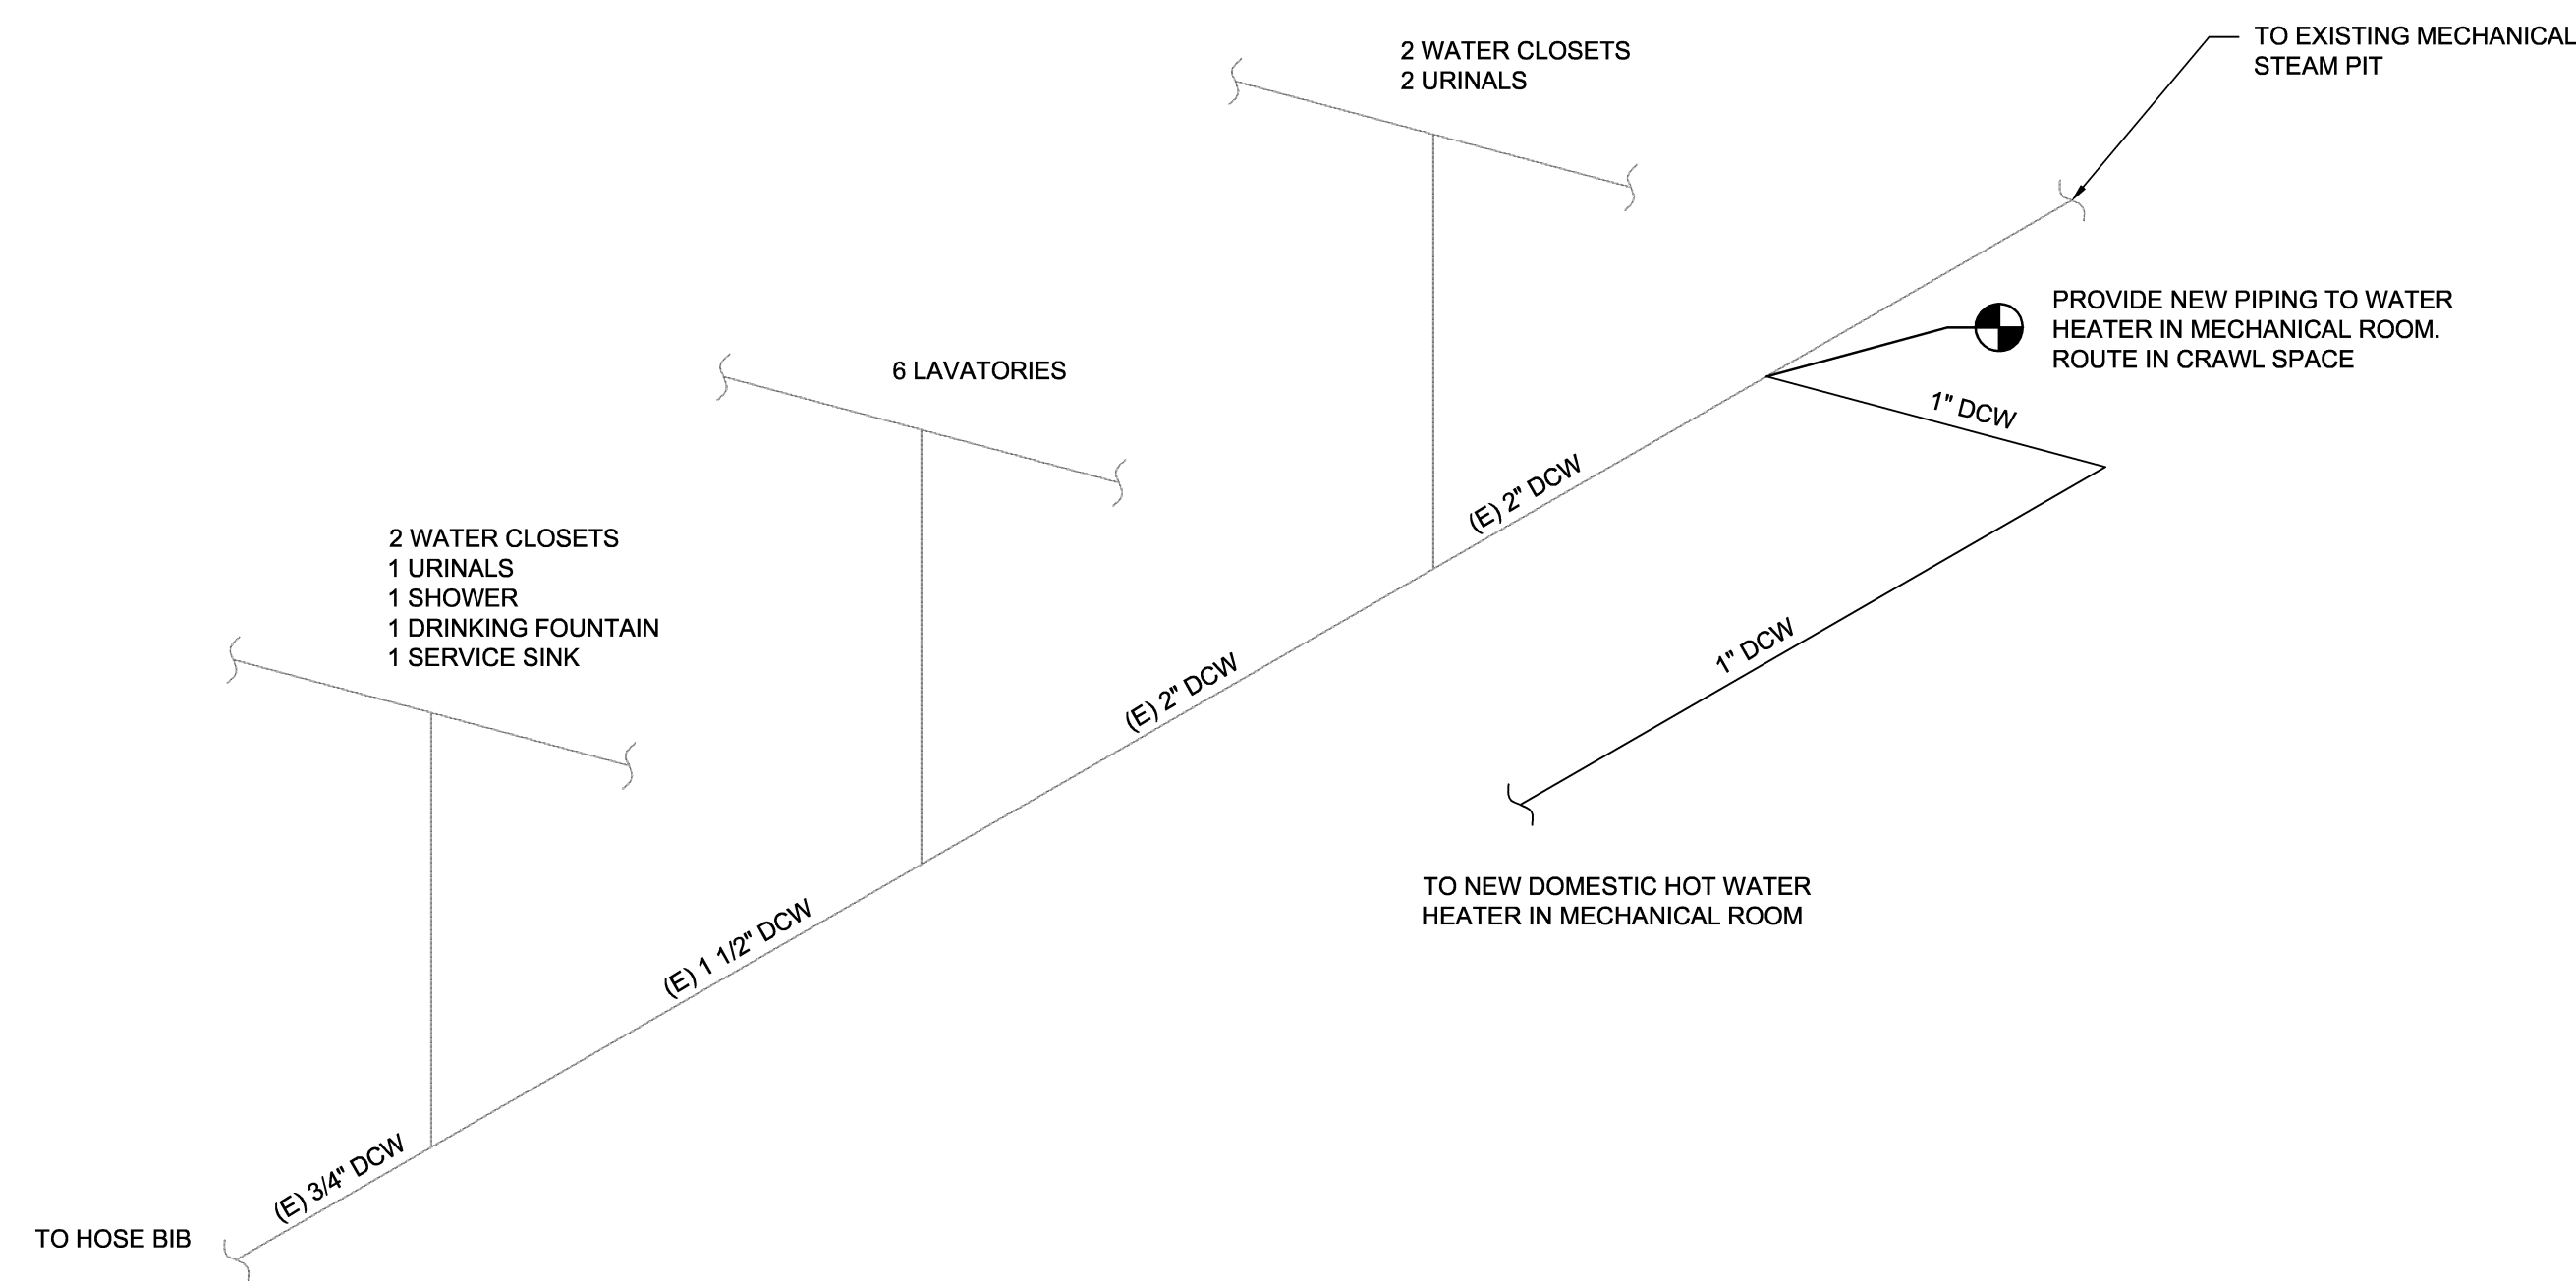 2 WATER CLOSETS
2 URINALS
TO EXISTING MECHANICAL
STEAM PIT
PROVIDE NEW PIPING TO WATER
HEATER IN MECHANICAL ROOM.
ROUTE IN CRAWL SPACE
6 LAVATORIES
1" DCW
(E) 2" DCW
2 WATER CLOSETS
1 URINALS
1 SHOWER
1 DRINKING FOUNTAIN
1 SERVICE SINK
1" DCW
(E) 2" DCW
TO NEW DOMESTIC HOT WATER
HEATER IN MECHANICAL ROOM
(E) 1 1/2" DCW
(E) 3/4" DCW
TO HOSE BIB